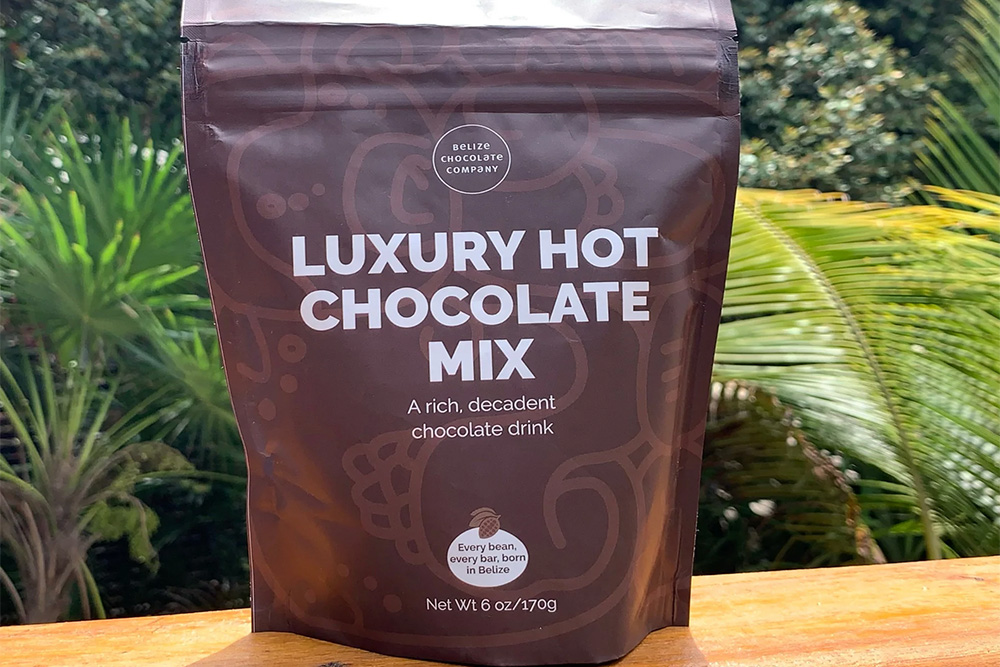 BELIZE
CHOCOLATE
COMPANY
LUXURY HOT
CHOCOLATE
MIX
A rich, decadent
chocolate drink
Every bean,
every bar, born
in Belize
Net Wt 6 oz/170g